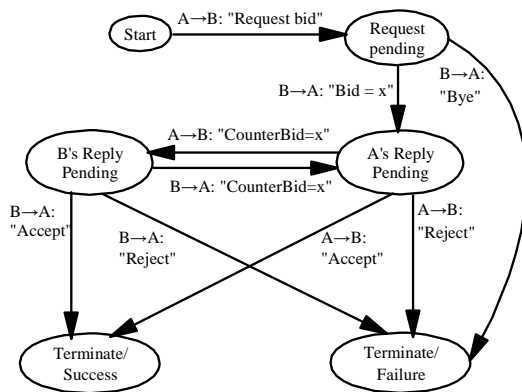 Start
A→B: "Request bid"
Request
pending
B→A: "Bid = x"
B→A:
"Bye"
A→B: "CounterBid=x"
B's Reply
Pending
A's Reply
Pending
B→A: "CounterBid=x"
B→A:
"Accept"
B→A:
"Reject"
A→B:
"Accept"
A→B:
"Reject"
Terminate/
Success
Terminate/
Failure